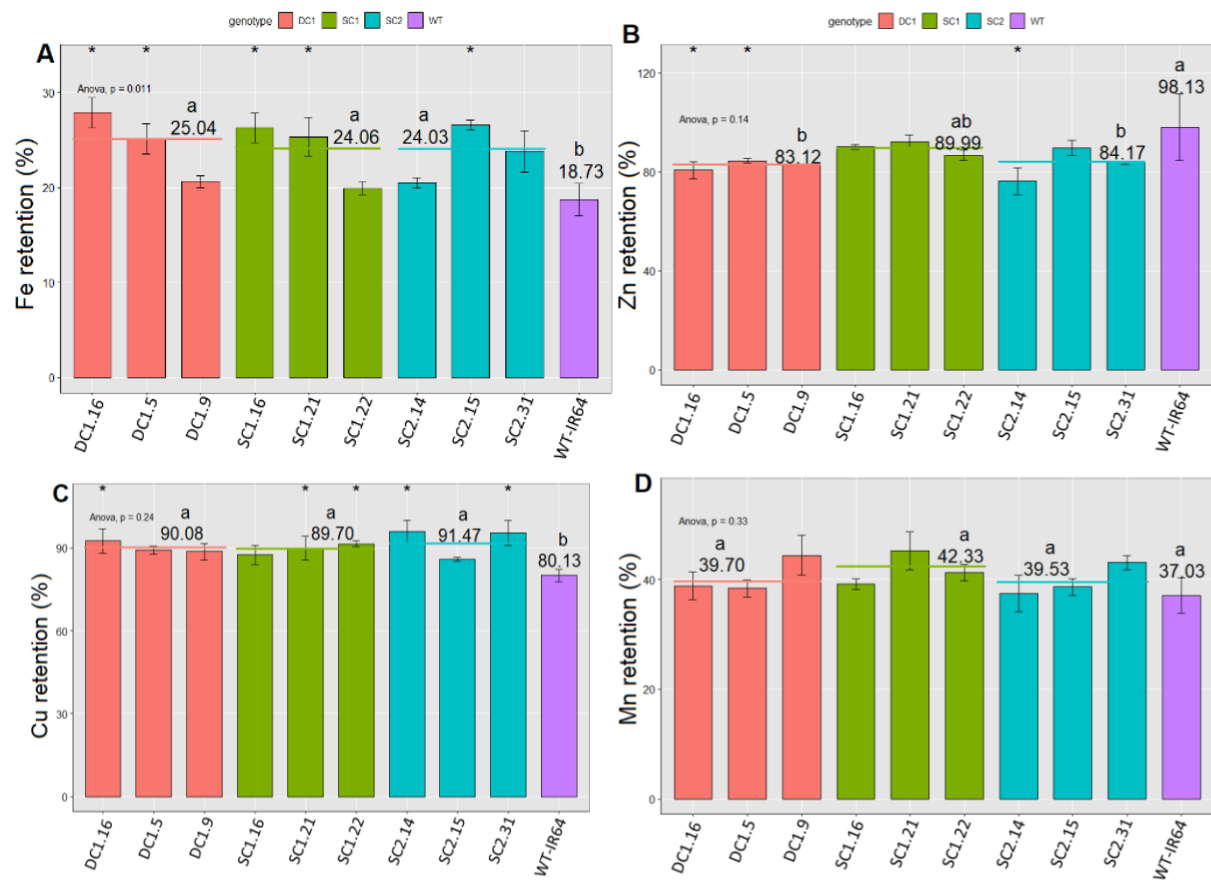 genotype DC1 SC1 SC2 WT
A
* * * * *
Anova, p = 0.011
a
25.04
a
24.06
a
24.03
b
18.73
30
20
10
0
Fe retention (%)
DC1.16 DC1.5 DC1.9 SC1.16 SC1.21 SC1.22 SC2.14 SC2.15 SC2.31 WT-IR64
genotype DC1 SC1 SC2 WT
B
* * *
Anova, p = 0.14
b
83.12
ab
89.99
b
84.17
a
98.13
120
80
40
0
Zn retention (%)
DC1.16 DC1.5 DC1.9 SC1.16 SC1.21 SC1.22 SC2.14 SC2.15 SC2.31 WT-IR64
C
* * * * *
Anova, p = 0.24
a
90.08
a
89.70
a
91.47
b
80.13
90
60
30
0
Cu retention (%)
DC1.16 DC1.5 DC1.9 SC1.16 SC1.21 SC1.22 SC2.14 SC2.15 SC2.31 WT-IR64
D
Anova, p = 0.33
a
39.70
a
42.33
a
39.53
a
37.03
40
20
0
Mn retention (%)
DC1.16 DC1.5 DC1.9 SC1.16 SC1.21 SC1.22 SC2.14 SC2.15 SC2.31 WT-IR64